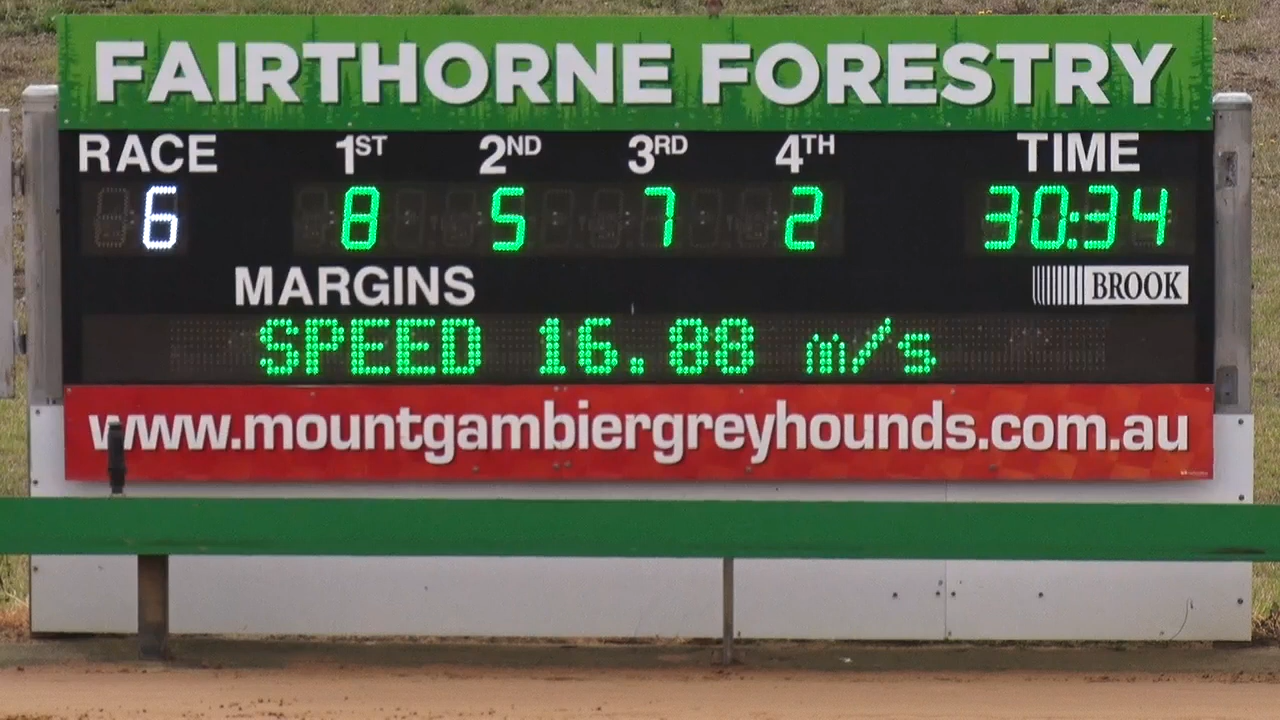 FAIRTHORNE FORESTRY
RACE 1ST 2ND 3RD 4TH TIME
6 8 5 7 2 30:34
MARGINS BROOK
SPEED 16.88 m/s
www.mountgambiergreyhounds.com.au